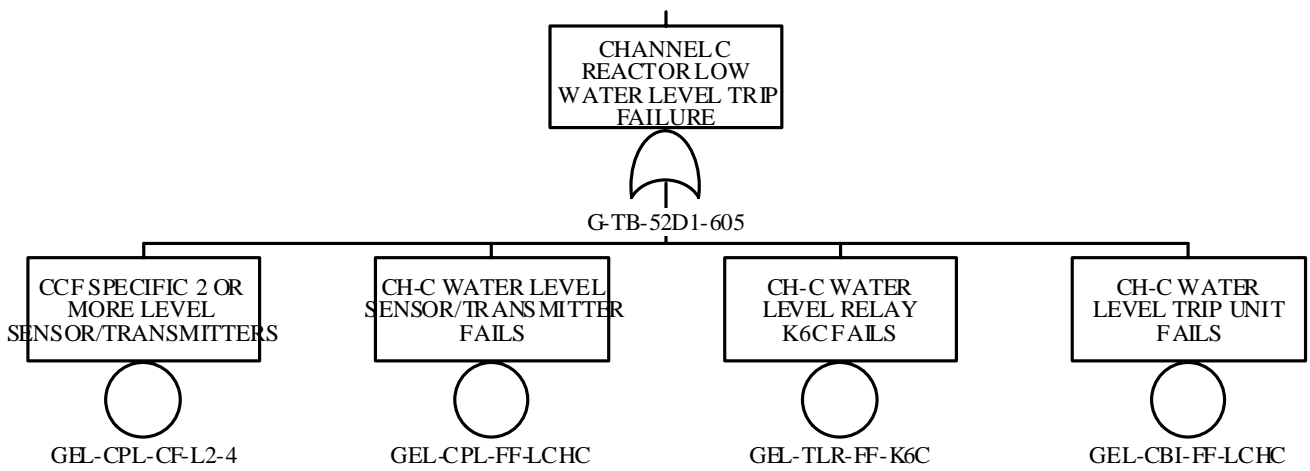 CHANNEL C
REACTOR LOW
WATER LEVEL TRIP
FAILURE
G-TB-52D1-605
CCF SPECIFIC 2 OR
MORE LEVEL
SENSOR/TRANSMITTERS
CH-C WATER LEVEL
SENSOR/TRANSMITTER
FAILS
CH-C WATER
LEVEL RELAY
K6C FAILS
CH-C WATER
LEVEL TRIP UNIT
FAILS
GEL-CPL-CF-L2-4
GEL-CPL-FF-LCHC
GEL-TLR-FF-K6C
GEL-CBI-FF-LCHC